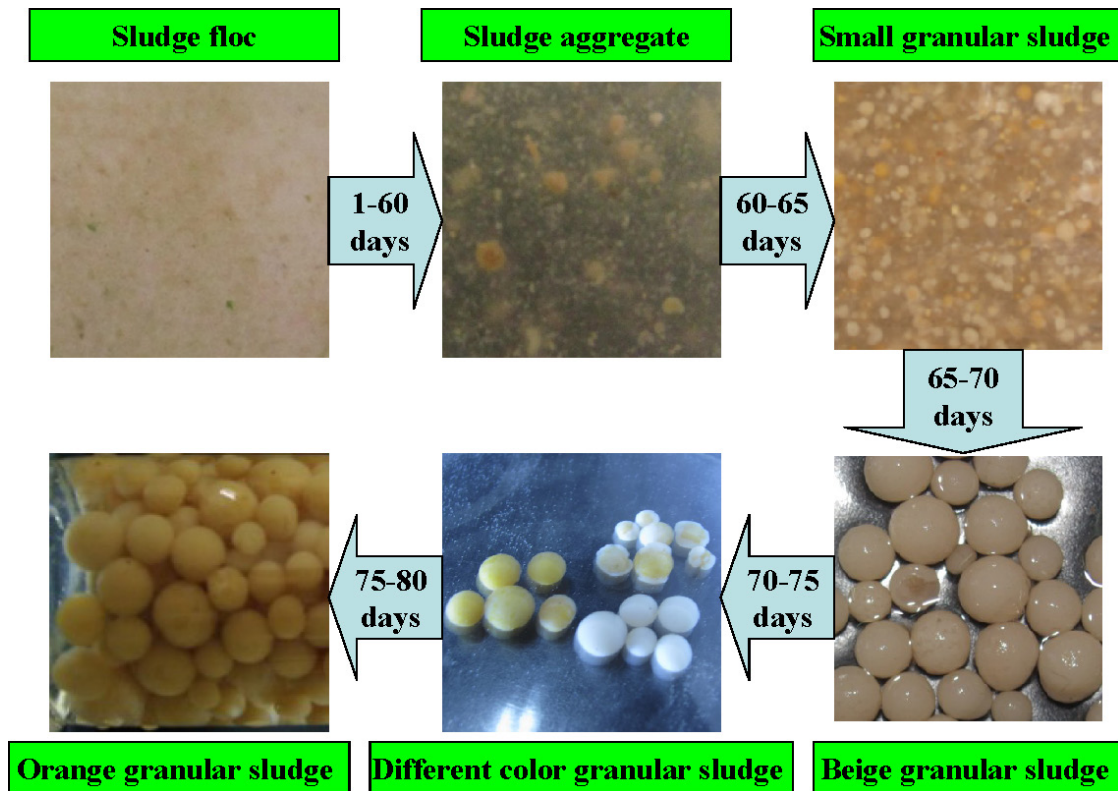 Sludge floc
Sludge aggregate
Small granular sludge
1-60
days
60-65
days
65-70
days
75-80
days
70-75
days
Orange granular sludge
Different color granular sludge
Beige granular sludge